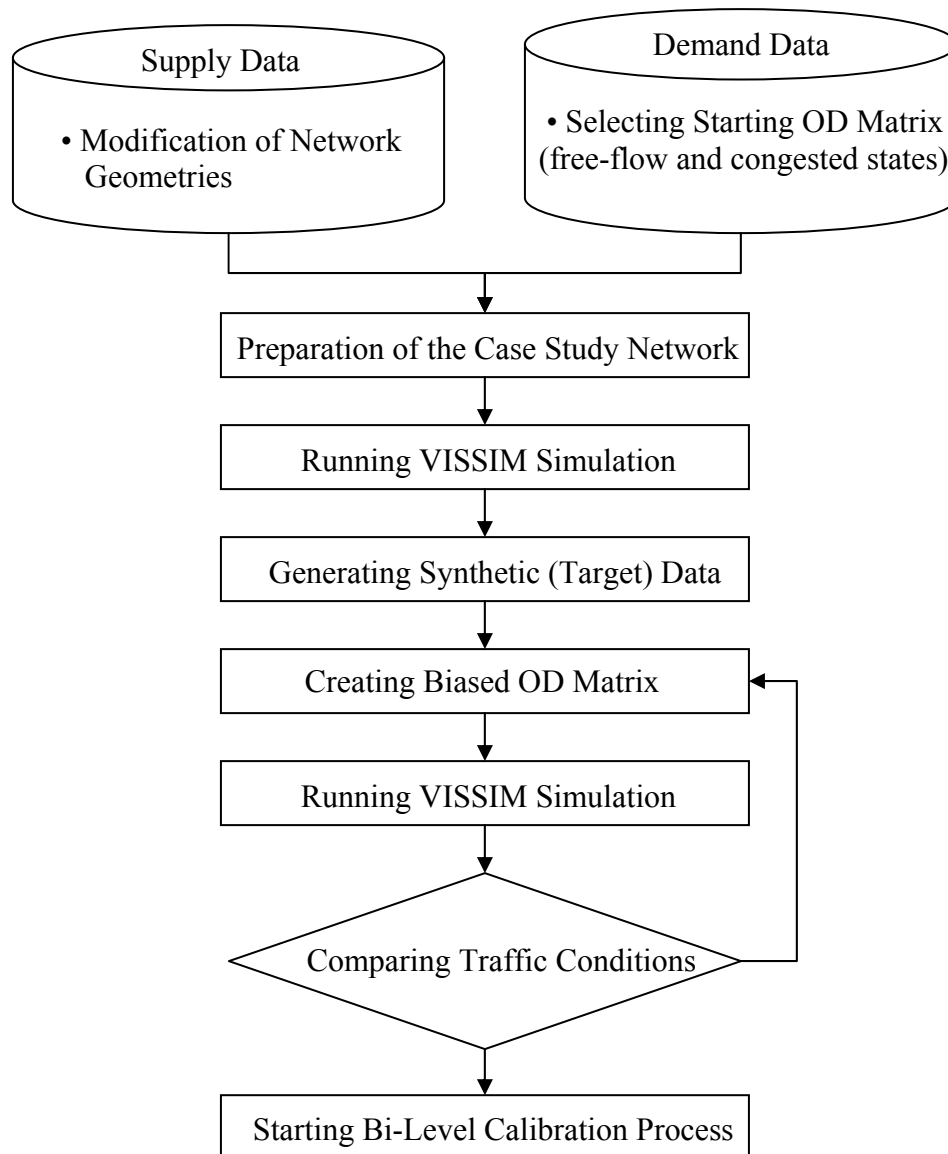 Supply Data
• Modification of Network
Geometries
Demand Data
• Selecting Starting OD Matrix
(free-flow and congested states)
Preparation of the Case Study Network
Running VISSIM Simulation
Generating Synthetic (Target) Data
Creating Biased OD Matrix
Running VISSIM Simulation
Comparing Traffic Conditions
Starting Bi-Level Calibration Process